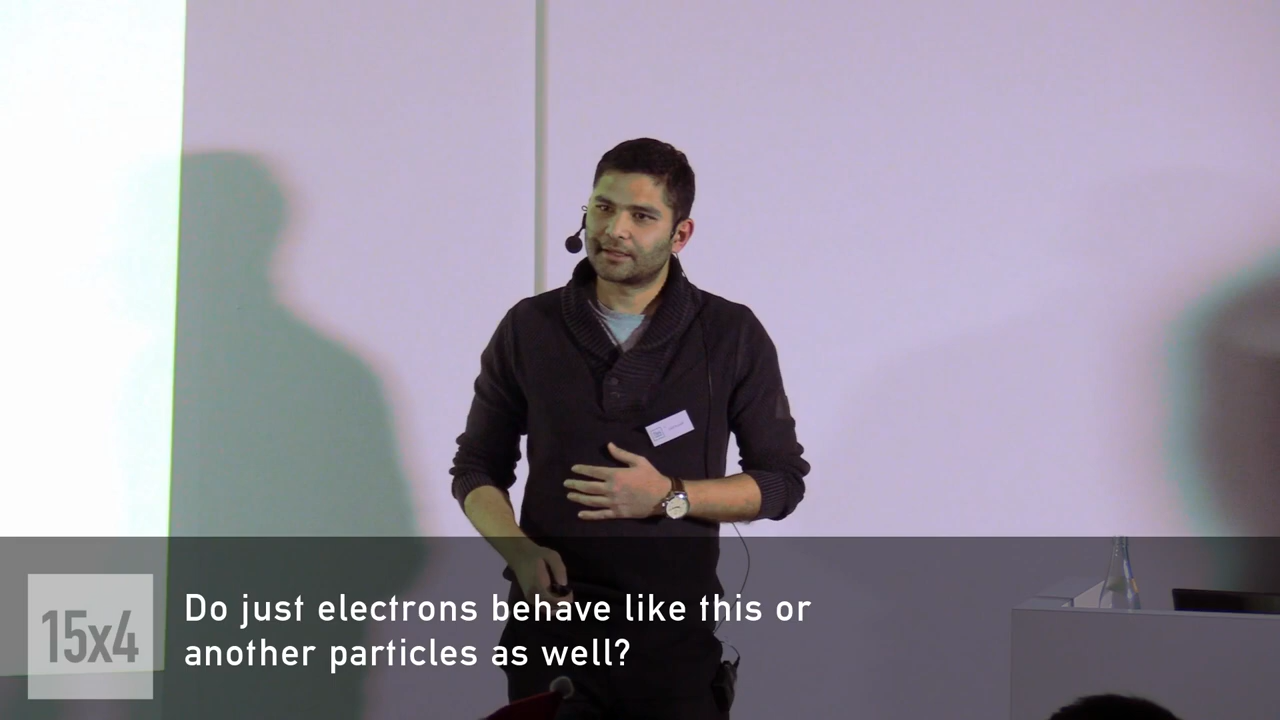 15x4
Do just electrons behave like this or
another particles as well?